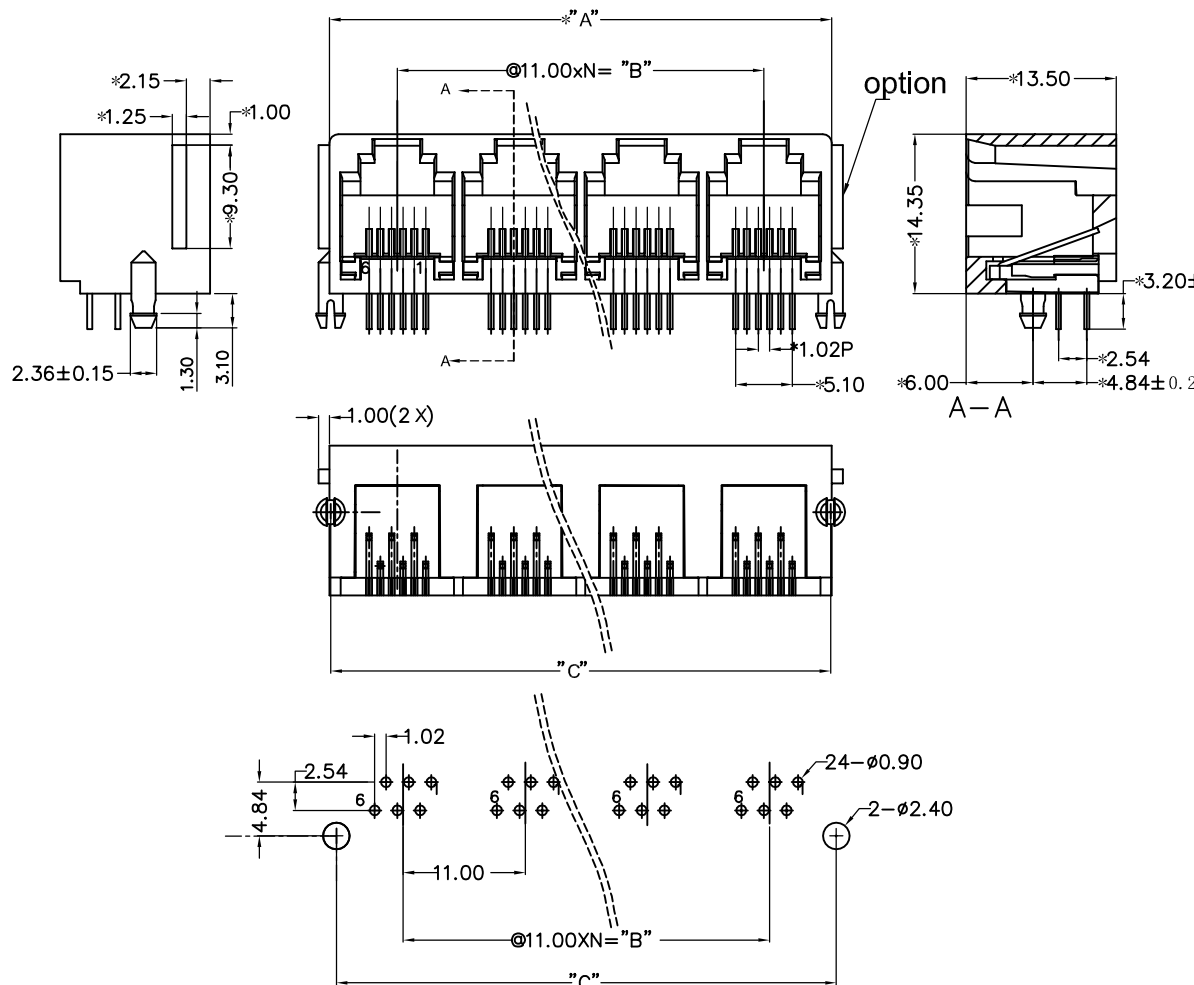 *"A"
@11.00xN= "B"
option
*2.15
*1.25
*1.00
*9.30
A
A
6
1
2.36±0.15
1.30
3.10
*1.02P
*5.10
*13.50
*14.35
*3.20±
*2.54
*6.00
*4.84±0.2
A-A
1.00(2 X)
"C"
1.02
2.54
4.84
6
6
6
6
24-ø0.90
2-ø2.40
11.00
@11.00XN="B"
"C"